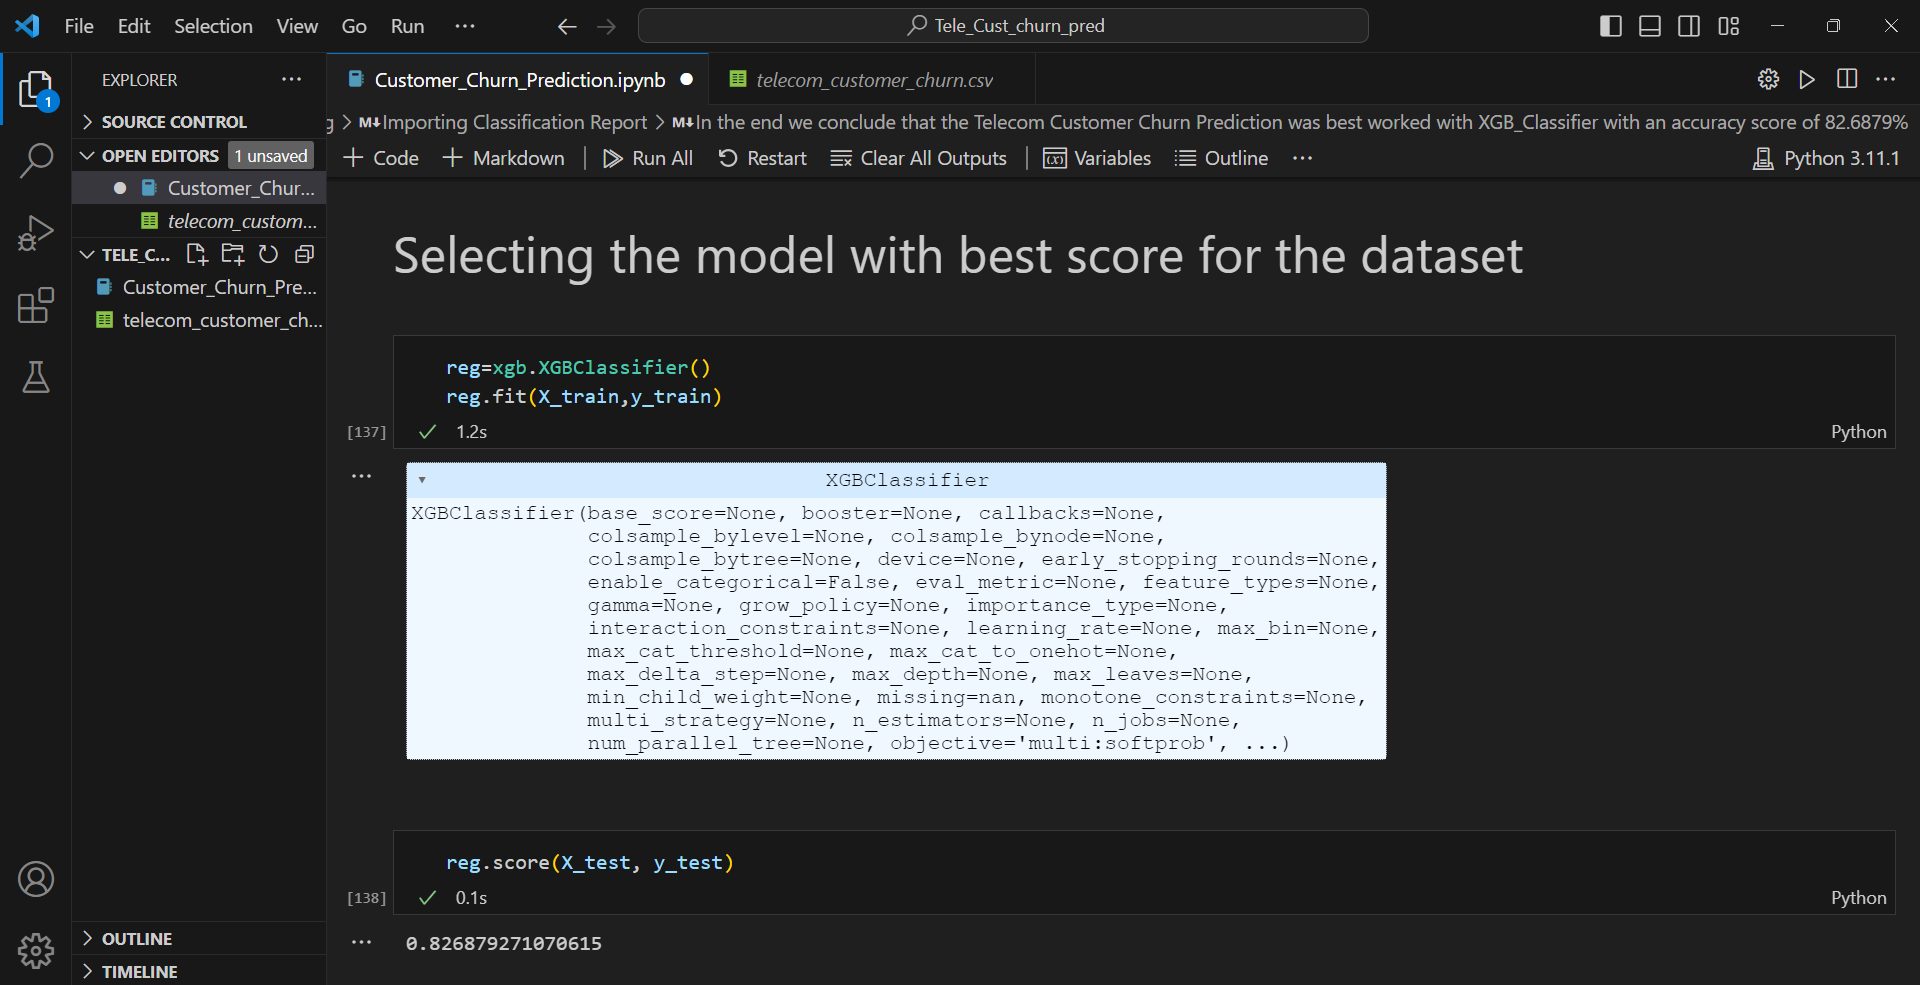 File Edit Selection View Go Run ...
Tele_Cust_churn_pred
1
EXPLORER
SOURCE CONTROL
OPEN EDITORS 1 unsaved
Customer_Chur...
telecom_custom...
TELE_C...
Customer_Churn_Pre...
telecom_customer_ch...
OUTLINE
TIMELINE
Customer_Churn_Prediction.ipynb
telecom_customer_churn.csv
g > M↓Importing Classification Report > M↓In the end we conclude that the Telecom Customer Churn Prediction was best worked with XGB_Classifier with an accuracy score of 82.6879%
+ Code + Markdown | Run All Restart Clear All Outputs | Variables Outline ...
Python 3.11.1
Selecting the model with best score for the dataset
reg=xgb.XGBClassifier()
reg.fit(X_train,y_train)
[137] ✓ 1.2s
Python
XGBClassifier
XGBClassifier(base_score=None, booster=None, callbacks=None,
colsample_bylevel=None, colsample_bynode=None,
colsample_bytree=None, device=None, early_stopping_rounds=None,
enable_categorical=False, eval_metric=None, feature_types=None,
gamma=None, grow_policy=None, importance_type=None,
interaction_constraints=None, learning_rate=None, max_bin=None,
max_cat_threshold=None, max_cat_to_onehot=None,
max_delta_step=None, max_depth=None, max_leaves=None,
min_child_weight=None, missing=nan, monotone_constraints=None,
multi_strategy=None, n_estimators=None, n_jobs=None,
num_parallel_tree=None, objective='multi:softprob', ...)
reg.score(X_test, y_test)
[138] ✓ 0.1s
Python
0.826879271070615